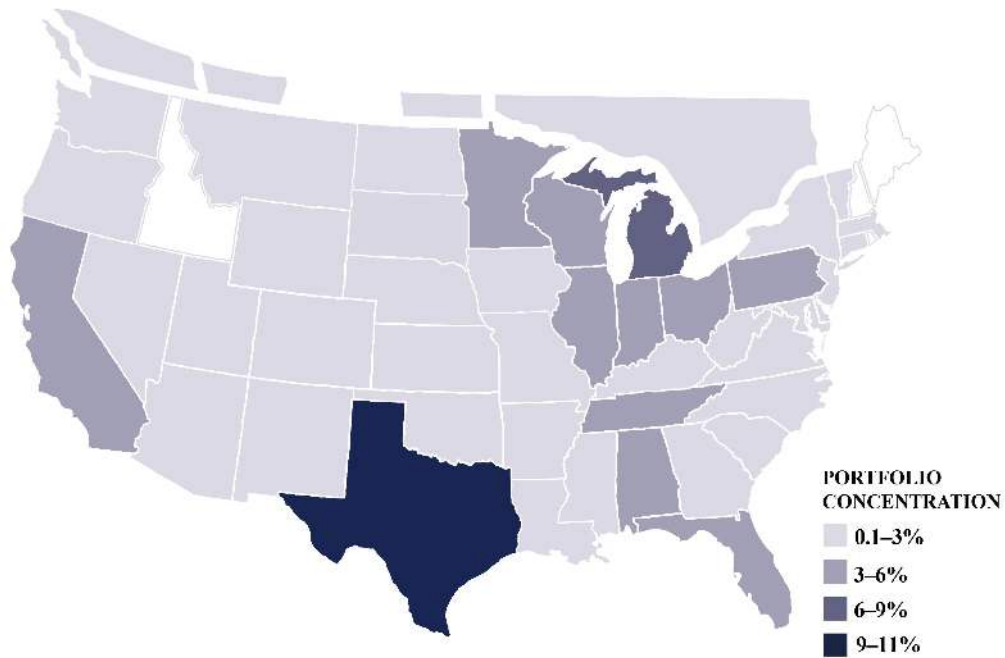 PORTFOLIO
CONCENTRATION
0.1–3%
3–6%
6–9%
9–11%